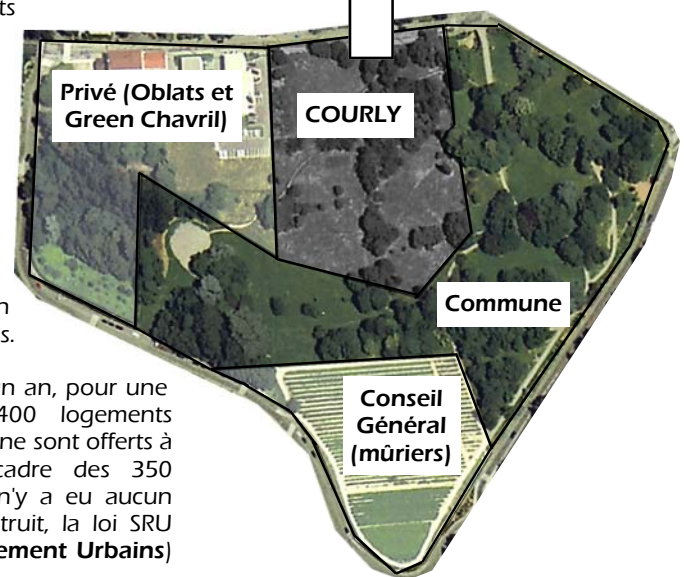 ts
Privé (Oblats et
Green Chavril)
COURLY
Commune
Conseil
Général
(mûriers)
n
s.
n an, pour une
400 logements
ne sont offerts à
cadre des 350
n'y a eu aucun
truit, la loi SRU
ement Urbains)